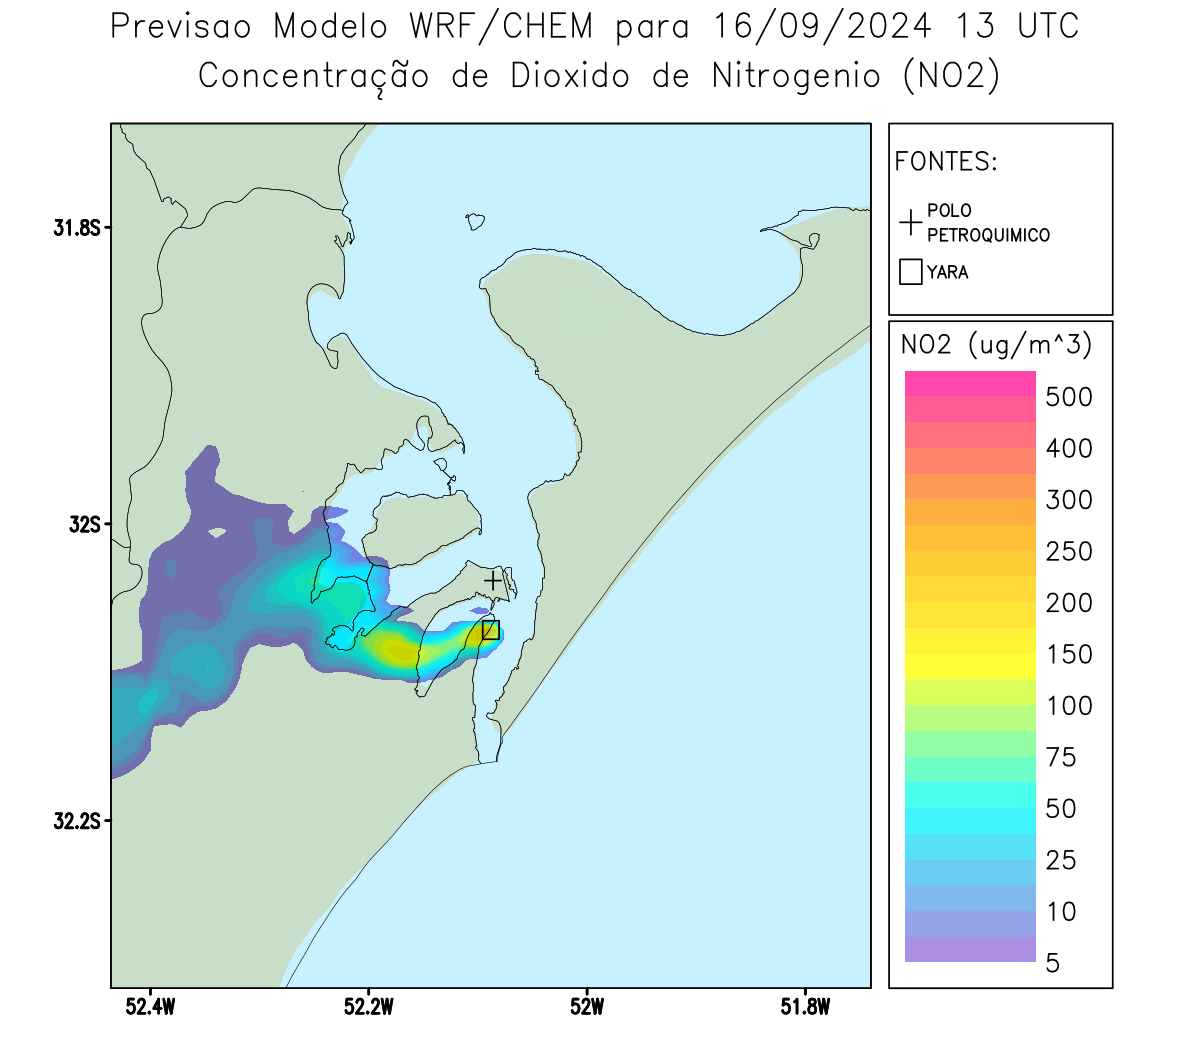 Previsao Modelo WRF/CHEM para 16/09/2024 13 UTC
Concentração de Dioxido de Nitrogenio (NO2)
FONTES:
POLO
PETROQUIMICO
YARA
31.8S
32S
32.2S
52.4W
52.2W
52W
51.8W
NO2 (ug/m^3)
500
400
300
250
200
150
100
75
50
25
10
5